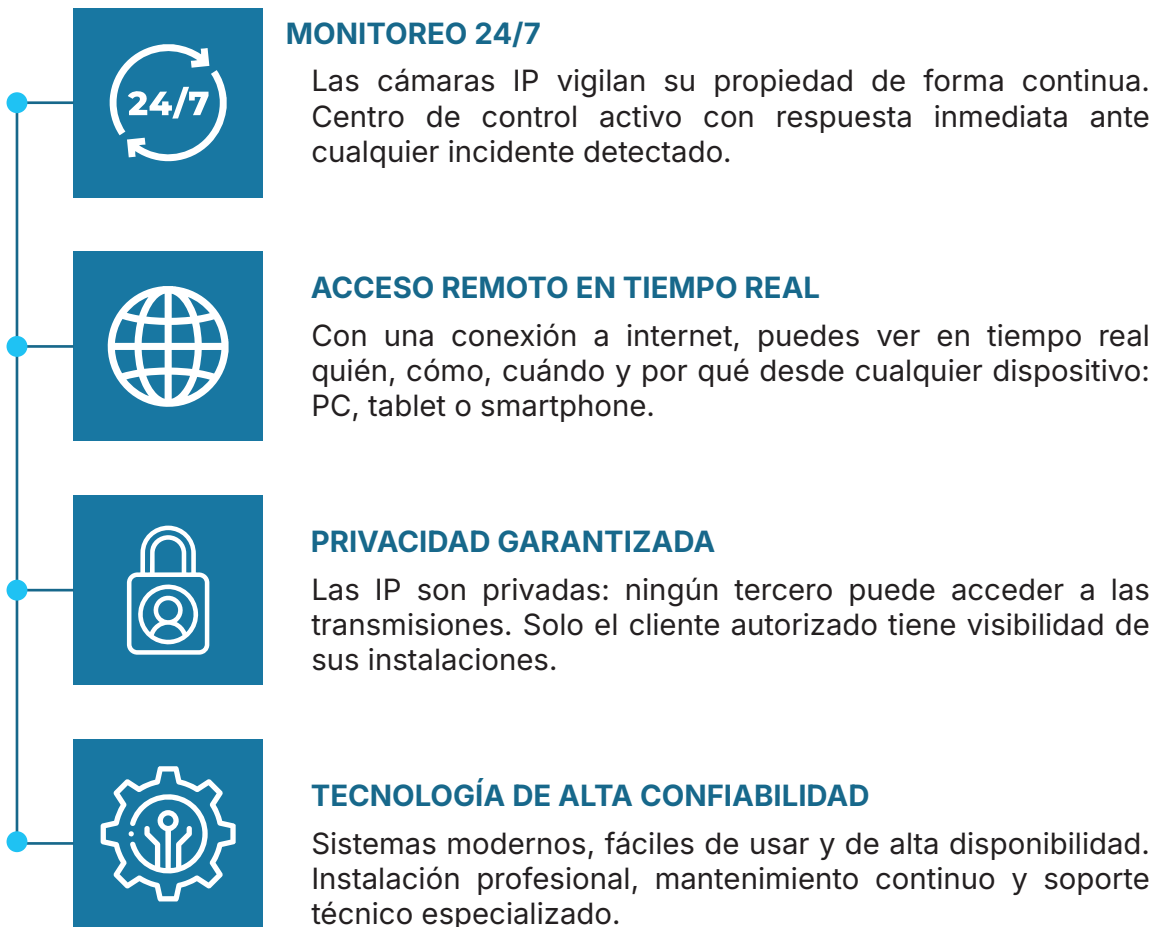 MONITOREO 24/7
24/7
Las cámaras IP vigilan su propiedad de forma continua.
Centro de control activo con respuesta inmediata ante
cualquier incidente detectado.
ACCESO REMOTO EN TIEMPO REAL
Con una conexión a internet, puedes ver en tiempo real
quién, cómo, cuándo y por qué desde cualquier dispositivo:
PC, tablet o smartphone.
PRIVACIDAD GARANTIZADA
Las IP son privadas: ningún tercero puede acceder a las
transmisiones. Solo el cliente autorizado tiene visibilidad de
sus instalaciones.
TECNOLOGÍA DE ALTA CONFIABILIDAD
Sistemas modernos, fáciles de usar y de alta disponibilidad.
Instalación profesional, mantenimiento continuo y soporte
técnico especializado.